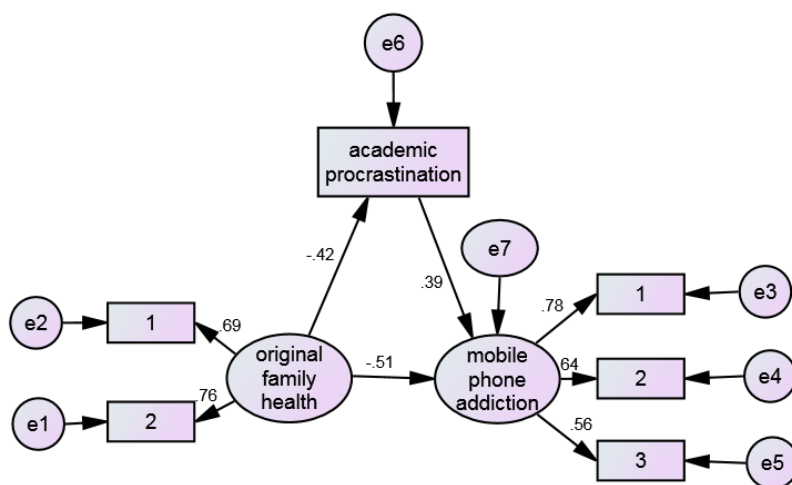 e6
academic
procrastination
e7
-.42
.39
e2
1
.69
original
family
health
-.51
mobile
phone
addiction
.78
1
e3
64
2
e4
e1
2
.76
.56
3
e5